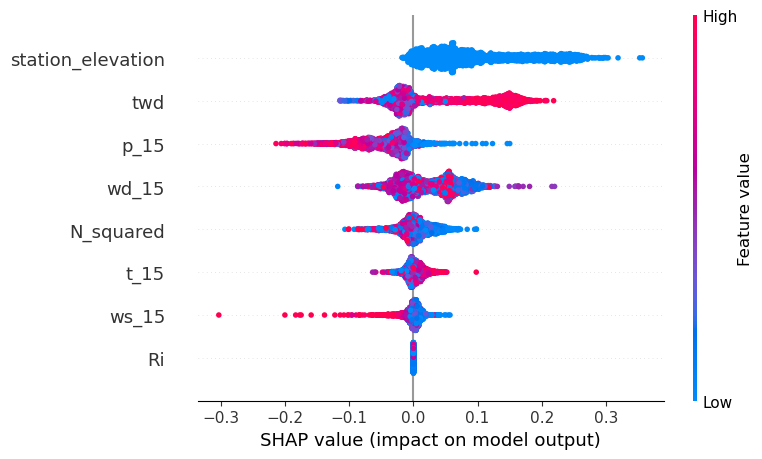 High
station_elevation
twd
p_15
wd_15
N_squared
t_15
ws_15
Ri
Feature value
Low
−0.3 −0.2 −0.1 0.0 0.1 0.2 0.3
SHAP value (impact on model output)